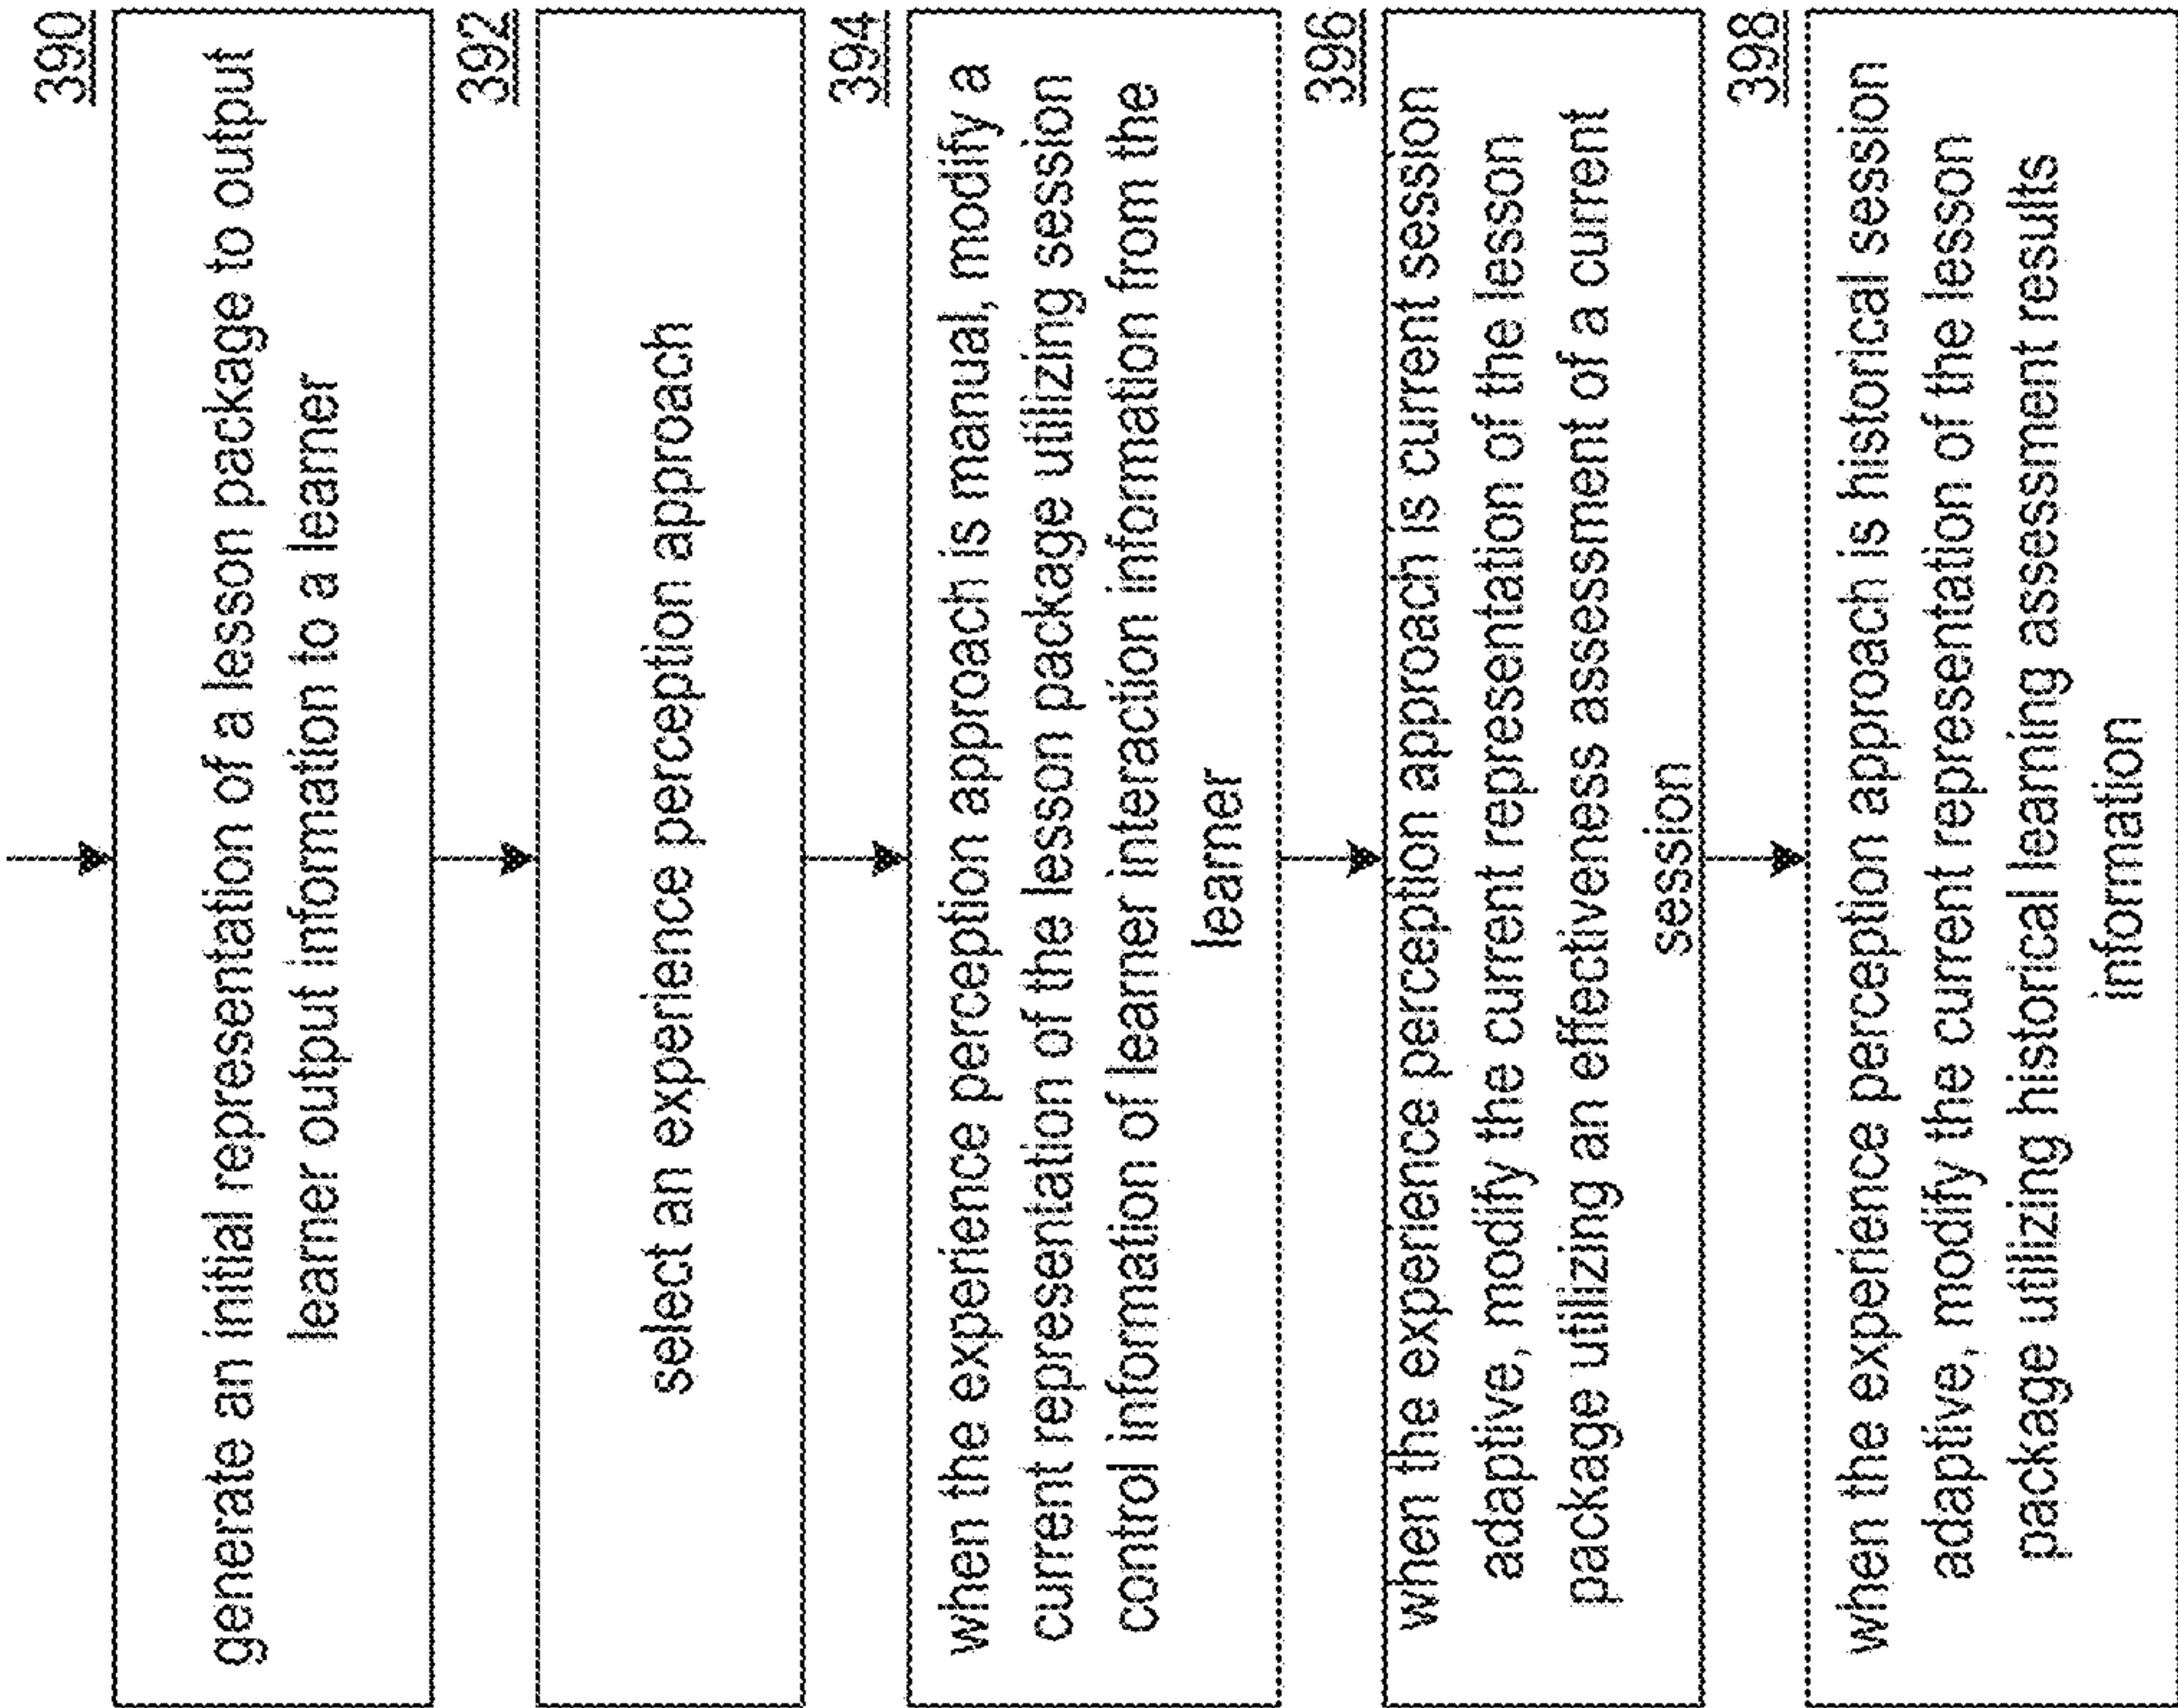 390
generate an initial representation of a lesson package to output
learner output information to a learner
392
select an experience perception approach
394
when the experience perception approach is manual, modify a
current representation of the lesson package utilizing session
control information of learner interaction information from the
learner
396
when the experience perception approach is current session
adaptive, modify the current representation of the lesson
package utilizing an effectiveness assessment of a current
session
398
when the experience perception approach is historical session
adaptive, modify the current representation of the lesson
package utilizing historical learning assessment results
information